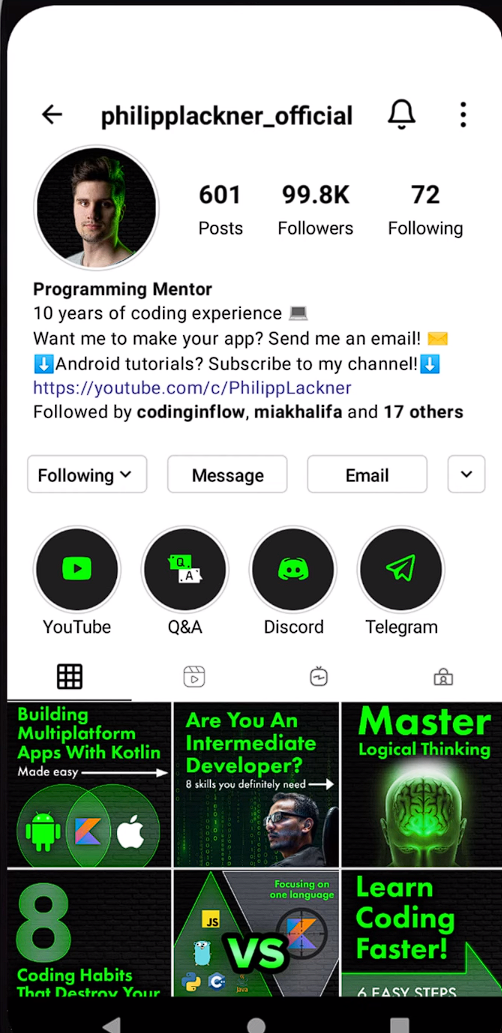 philipplackner_official
601 99.8K 72
Posts Followers Following
Programming Mentor
10 years of coding experience 💻
Want me to make your app? Send me an email! ✉️
⬇️Android tutorials? Subscribe to my channel!⬇️
https://youtube.com/c/PhilippLackner
Followed by codinginflow, miakhalifa and 17 others
Following Message Email
Q
A
YouTube Q&A Discord Telegram
Building
Multiplatform
Apps With Kotlin
Made easy
Are You An
Intermediate
Developer?
8 skills you definitely need
Master
Logical Thinking
8
Coding Habits
That Destroy Your
Focusing on
one language
JS
VS
Java
Learn
Coding
Faster!
6 EASY STEPS